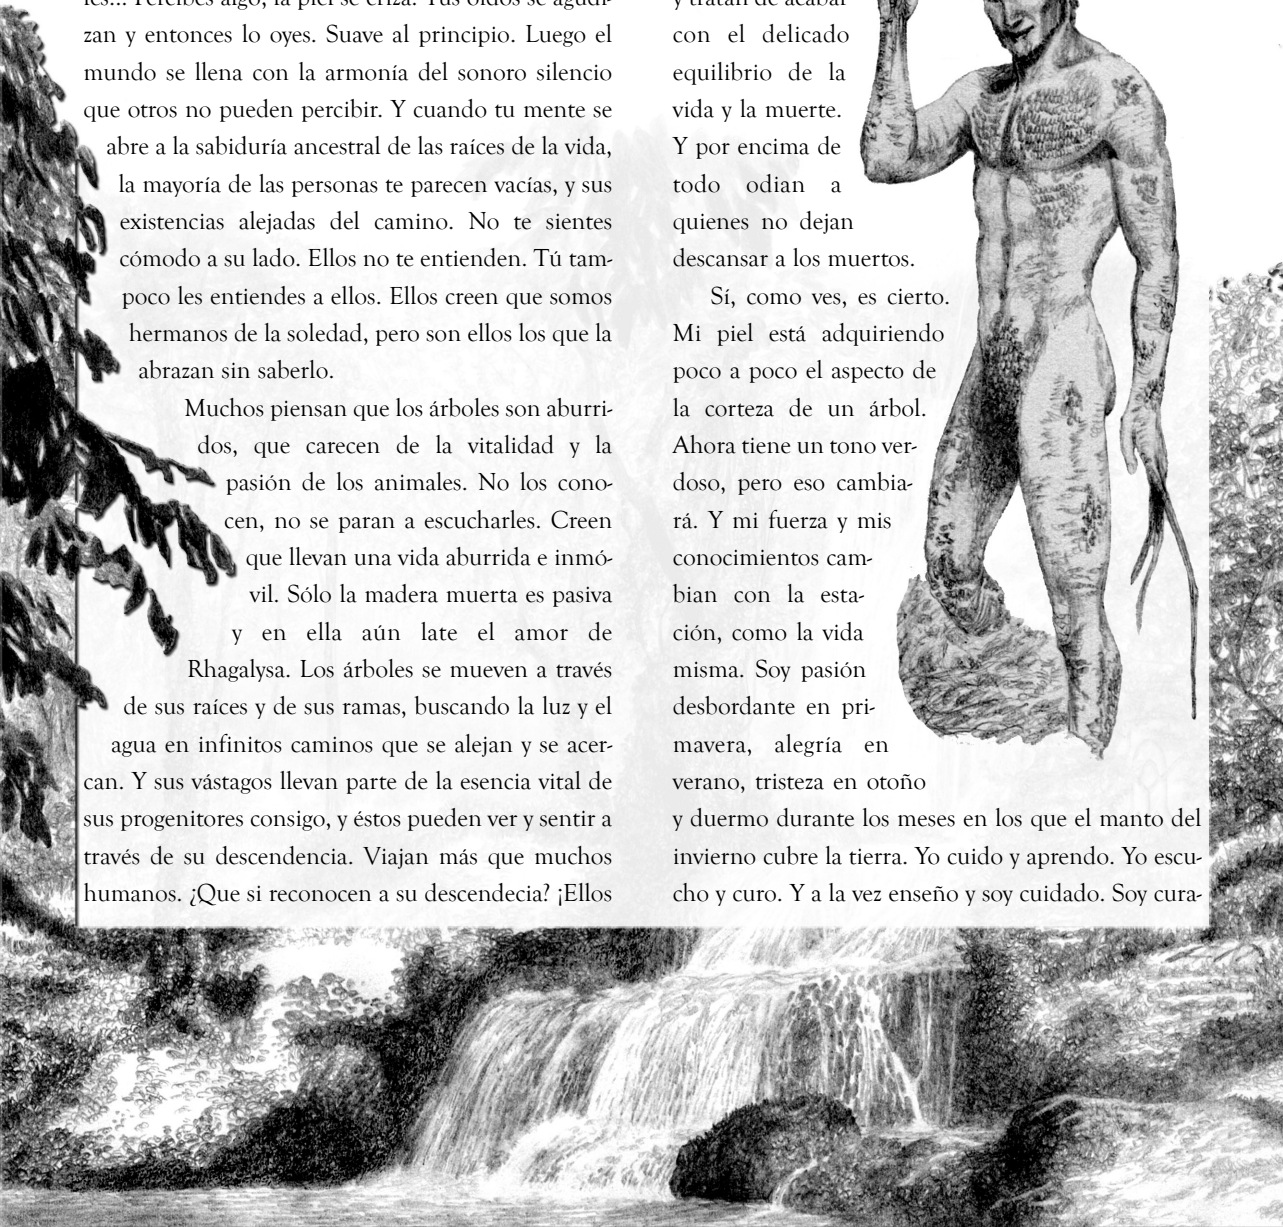 les... Percibes algo, la piel se eriza. Tus oídos se agudi-
zan y entonces lo oyes. Suave al principio. Luego el
mundo se llena con la armonía del sonoro silencio
que otros no pueden percibir. Y cuando tu mente se
abre a la sabiduría ancestral de las raíces de la vida,
la mayoría de las personas te parecen vacías, y sus
existencias alejadas del camino. No te sientes
cómodo a su lado. Ellos no te entienden. Tú tam-
poco les entiendes a ellos. Ellos creen que somos
hermanos de la soledad, pero son ellos los que la
abrazan sin saberlo.
Muchos piensan que los árboles son aburri-
dos, que carecen de la vitalidad y la
pasión de los animales. No los cono-
cen, no se paran a escucharles. Creen
que llevan una vida aburrida e inmó-
vil. Sólo la madera muerta es pasiva
y en ella aún late el amor de
Rhagalysa. Los árboles se mueven a través
de sus raíces y de sus ramas, buscando la luz y el
agua en infinitos caminos que se alejan y se acer-
can. Y sus vástagos llevan parte de la esencia vital de
sus progenitores consigo, y éstos pueden ver y sentir a
través de su descendencia. Viajan más que muchos
humanos. ¿Que si reconocen a su descendecia? ¡Ellos
y tratan de acabar
con el delicado
equilibrio de la
vida y la muerte.
Y por encima de
todo odian a
quienes no dejan
descansar a los muertos.
Sí, como ves, es cierto.
Mi piel está adquiriendo
poco a poco el aspecto de
la corteza de un árbol.
Ahora tiene un tono ver-
doso, pero eso cambia-
rá. Y mi fuerza y mis
conocimientos cam-
bian con la esta-
ción, como la vida
misma. Soy pasión
desbordante en pri-
mavera, alegría en
verano, tristeza en otoño
y duermo durante los meses en los que el manto del
invierno cubre la tierra. Yo cuido y aprendo. Yo escu-
cho y curo. Y a la vez enseño y soy cuidado. Soy cura-